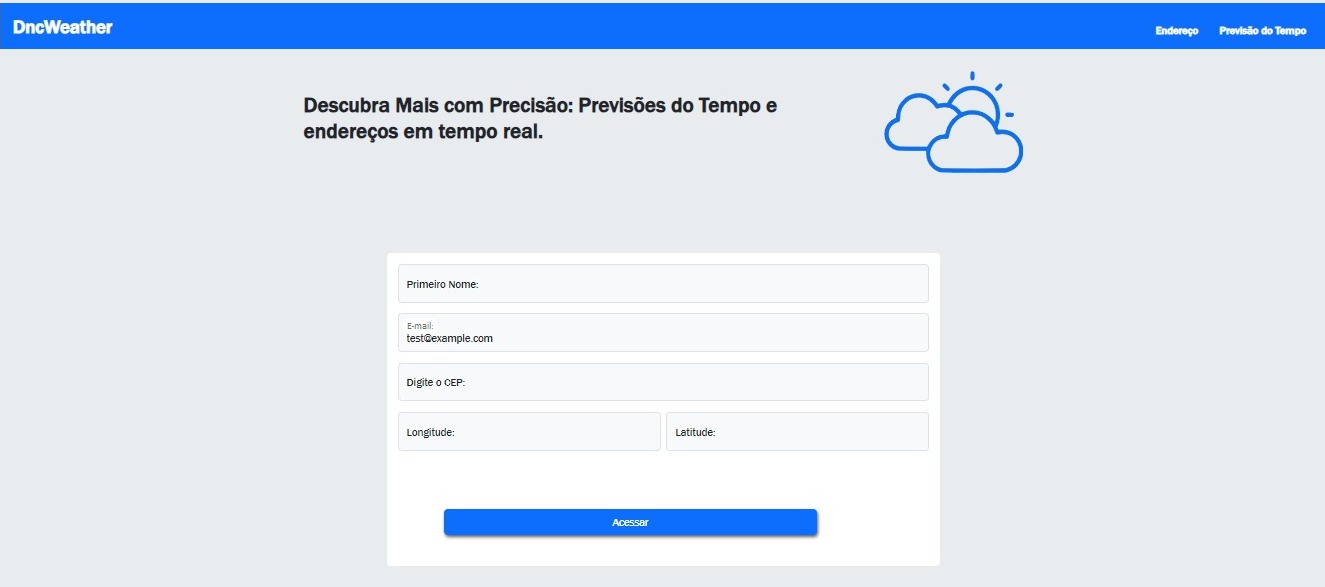 DncWeather
Endereço Previsão do Tempo
Descubra Mais com Precisão: Previsões do Tempo e
endereços em tempo real.
Primeiro Nome:
E-mail:
test@example.com
Digite o CEP:
Longitude: Latitude:
Acessar